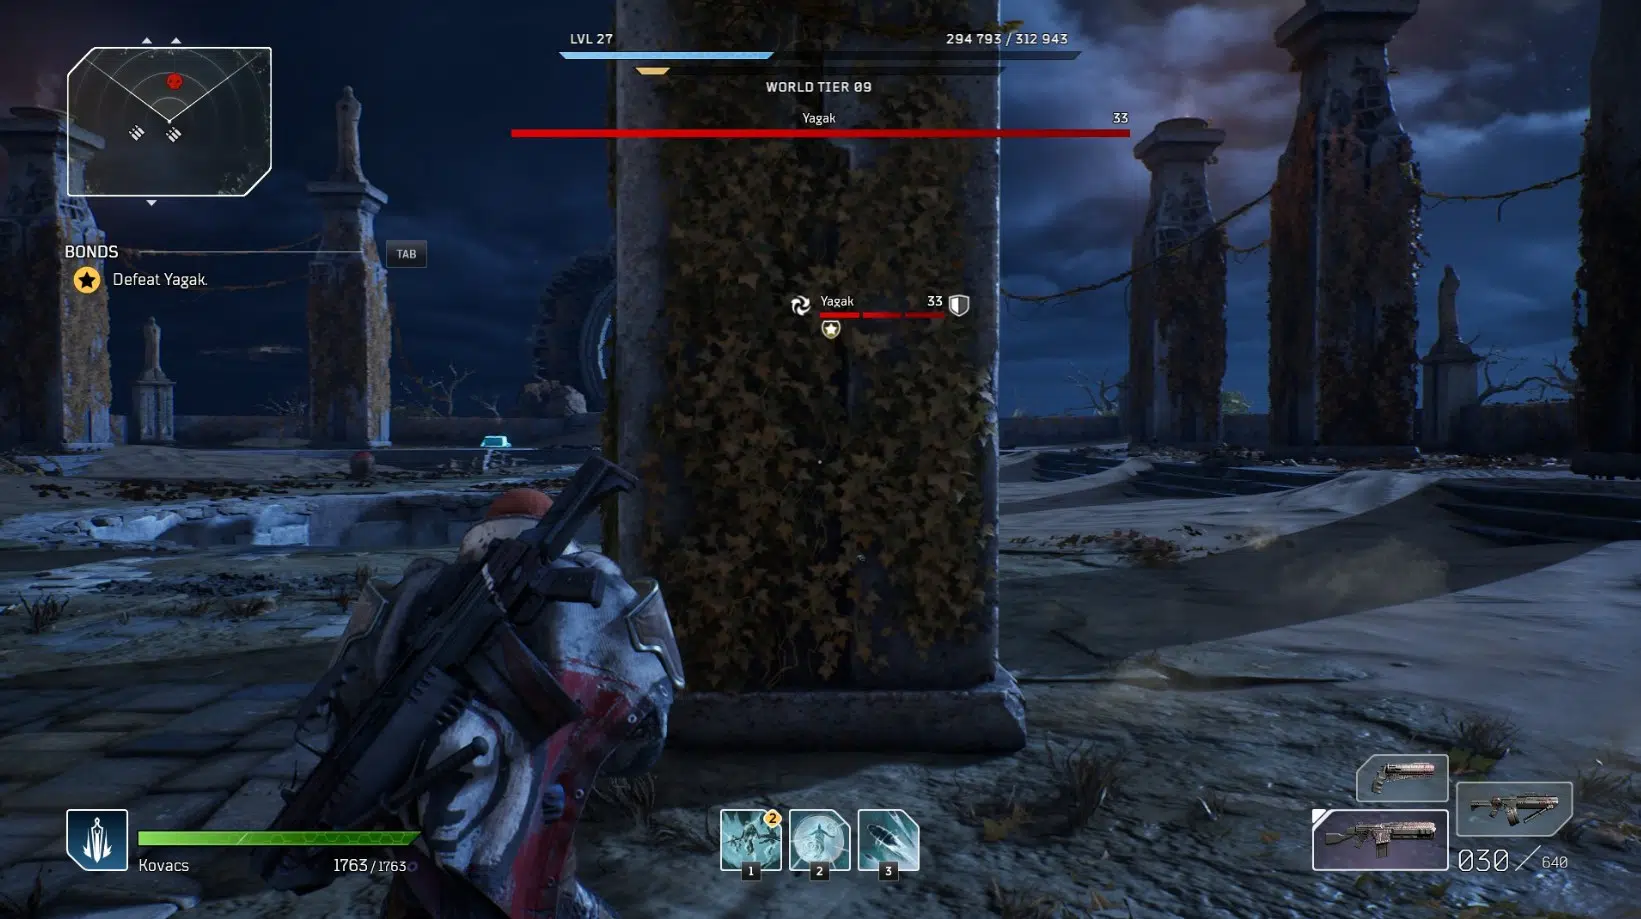 LVL 27
294 793 / 312 943
WORLD TIER 09
Yagak
33
BONDS
TAB
Defeat Yagak.
Yagak
33
Kovacs
1763/1763
2
1
2
3
030 / 640